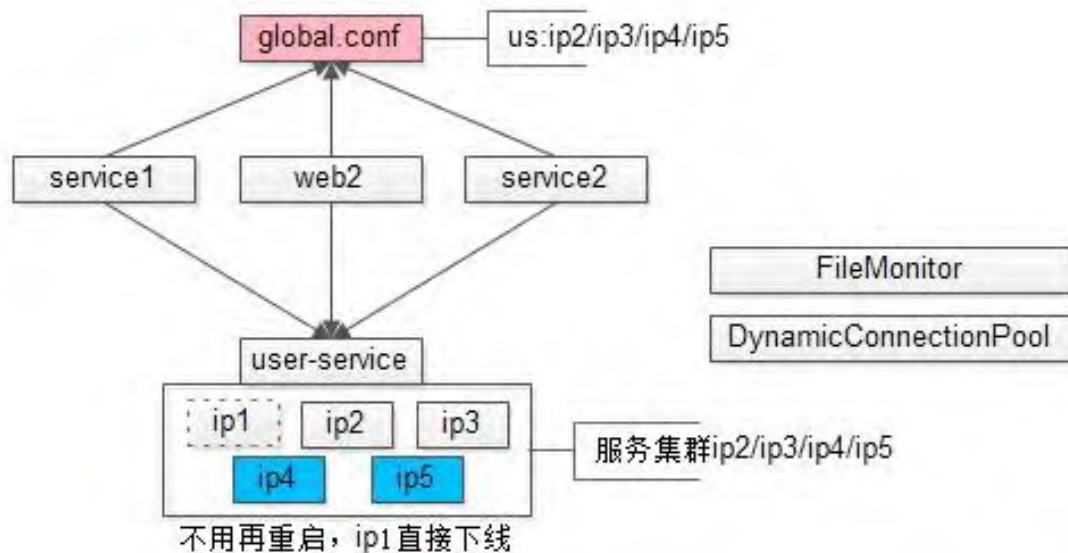 global.conf
us:ip2/ip3/ip4/ip5
service1
web2
service2
FileMonitor
DynamicConnectionPool
user-service
ip1
ip2
ip3
服务集群ip2/ip3/ip4/ip5
ip4
ip5
不用再重启，ip1直接下线